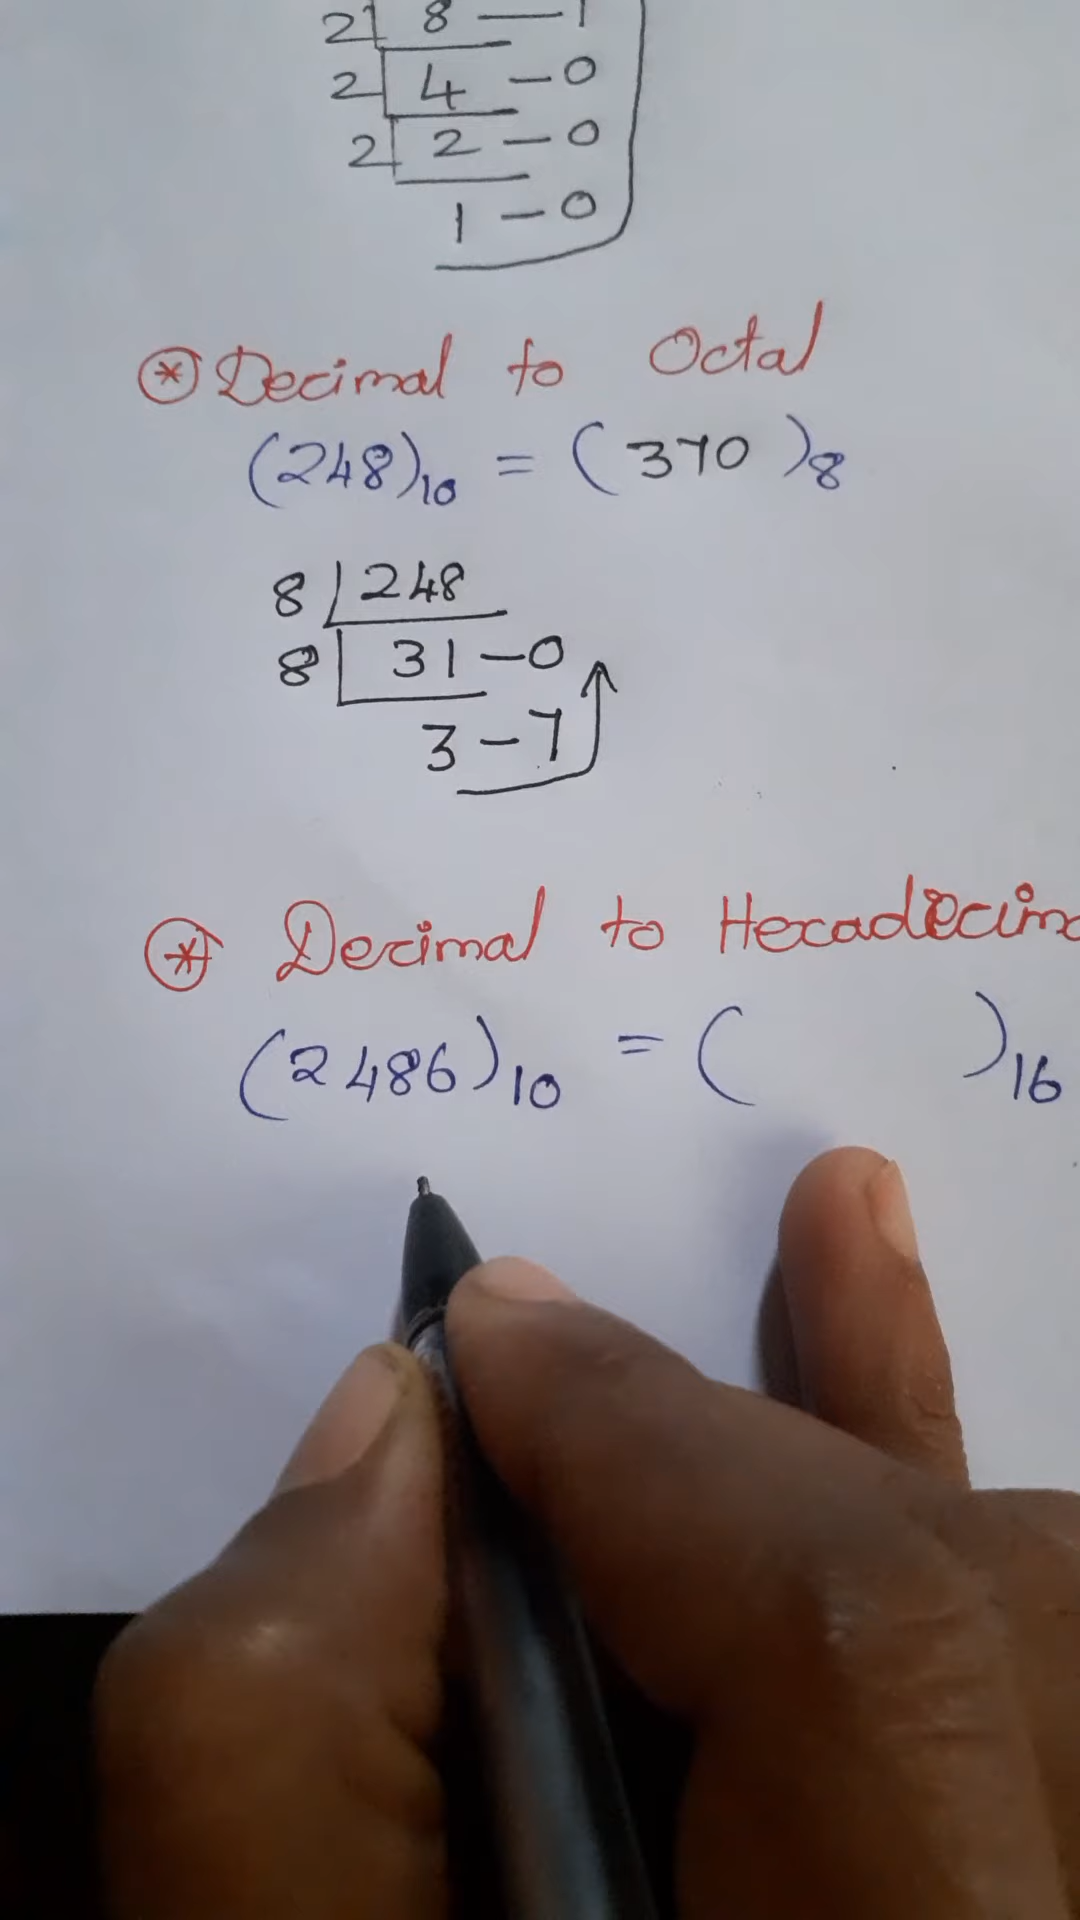 2 8 — 1
2 4 — 0
2 2 — 0
1 — 0
* Decimal to Octal
(248)10 = (370)8
8 248
8 31 — 0
3 — 7
* Decimal to Hexadecim
(2486)10 = ( )16